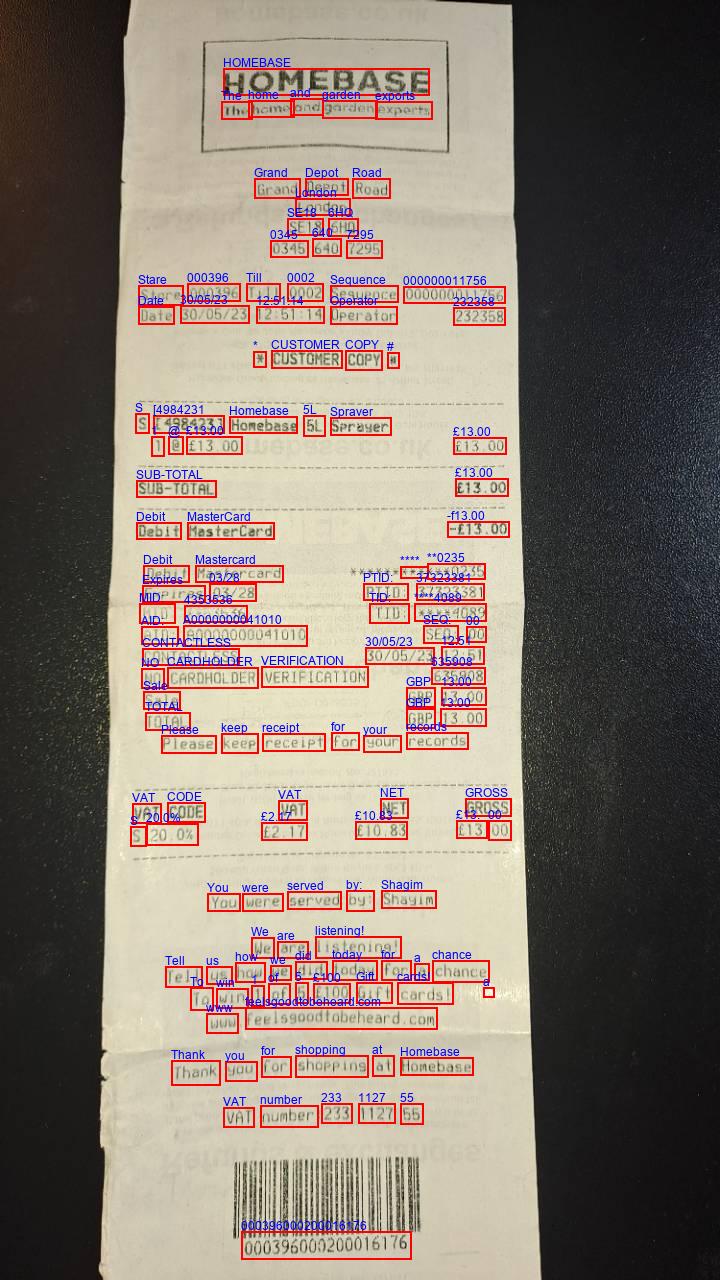 HOMEBASE
The home and garden experts
Grand Depot Road
London
SE18 6HQ
0345 640 7295
Store 000396 Till 0002 Sequence 000000011756
Date 30/05/23 12:51:14 Operator 232358
* CUSTOMER COPY *
S [498423] Homebase 5L Sprayer
1 @ £13.00 £13.00
SUB-TOTAL £13.00
Debit MasterCard -£13.00
Debit Mastercard ************0235
Expires 03/28 PTID: 37323381
MID: 4353536 TID: ****4089
AID: A0000000041010 SEQ: 00
CONTACTLESS 30/05/23 12:51
NO CARDHOLDER VERIFICATION 635908
Sale GBP 13.00
TOTAL GBP 13.00
Please keep receipt for your records
VAT CODE VAT NET GROSS
S 20.0% £2.17 £10.83 £13.00
You were served by: Shagim
We are listening!
Tell us how we did today for a chance
To win 1 of 5 £100 Gift cards!
www.feelsgoodtobeheard.com
Thank you for shopping at Homebase
VAT number 233 1127 55
000396000200016176